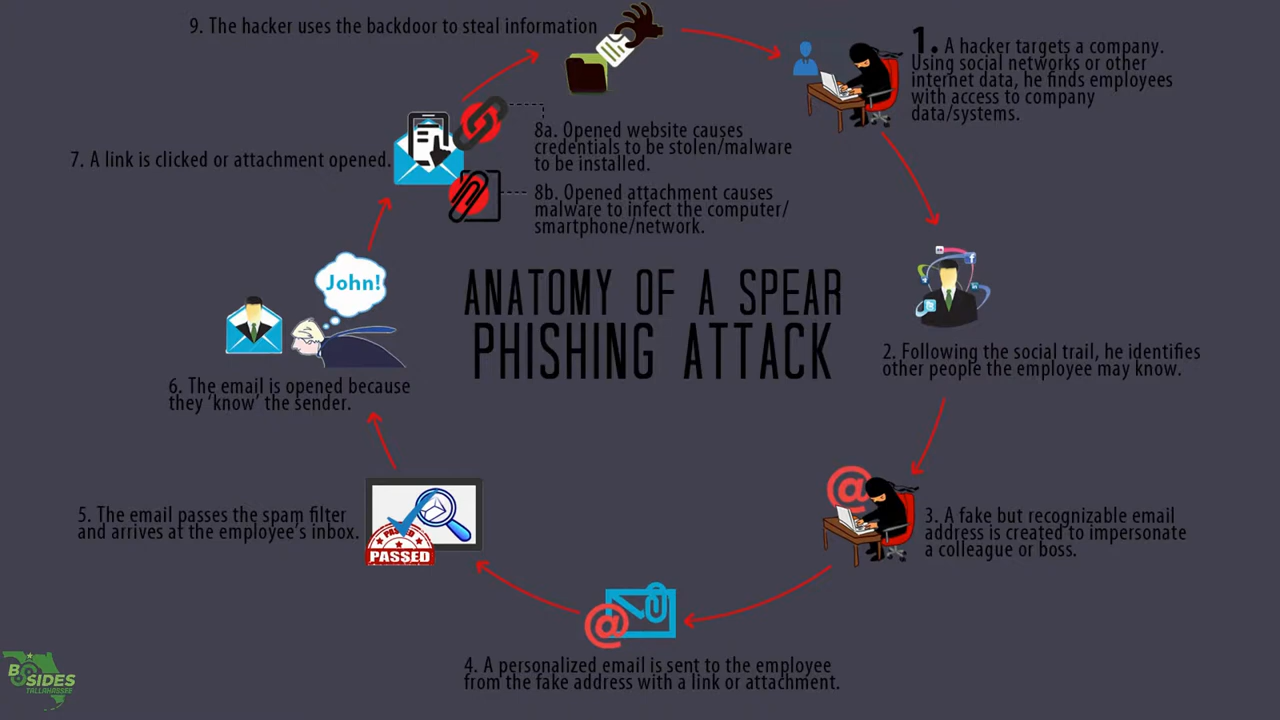 9. The hacker uses the backdoor to steal information
1. A hacker targets a company.
Using social networks or other
internet data, he finds employees
with access to company
data/systems.
8a. Opened website causes
credentials to be stolen/malware
to be installed.
7. A link is clicked or attachment opened.
8b. Opened attachment causes
malware to infect the computer/
smartphone/network.
John!
ANATOMY OF A SPEAR
PHISHING ATTACK
2. Following the social trail, he identifies
other people the employee may know.
6. The email is opened because
they ‘know’ the sender.
@
3. A fake but recognizable email
address is created to impersonate
a colleague or boss.
5. The email passes the spam filter
and arrives at the employee’s inbox.
PASSED
@
4. A personalized email is sent to the employee
from the fake address with a link or attachment.
BSIDES
TALLAHASSEE